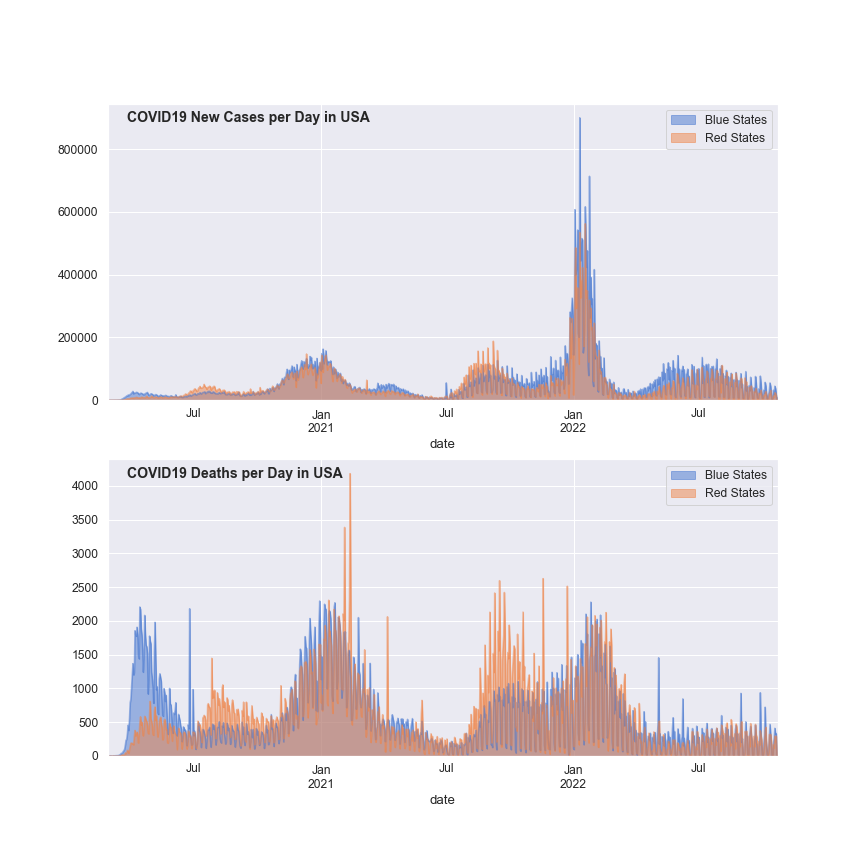 COVID19 New Cases per Day in USA
Blue States
Red States
800000
600000
400000
200000
0
Jul
Jan
2021
Jul
Jan
2022
Jul
date
COVID19 Deaths per Day in USA
Blue States
Red States
4000
3500
3000
2500
2000
1500
1000
500
0
Jul
Jan
2021
Jul
Jan
2022
Jul
date